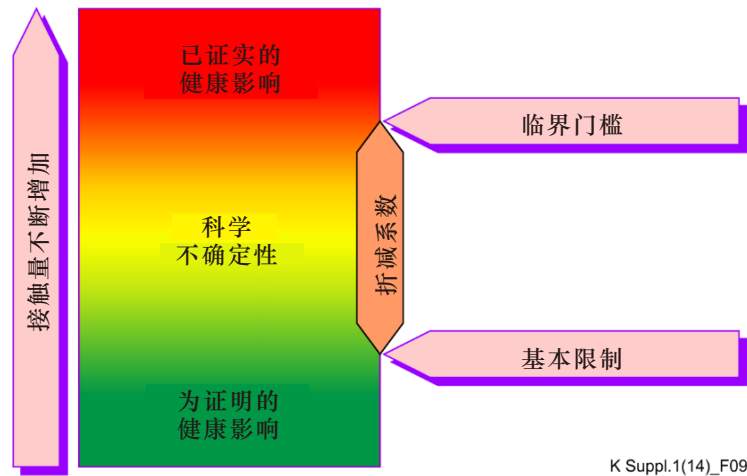 已证实的
健康影响
临界门槛
接触量不断增加
科学
不确定性
折减系数
基本限制
为证明的
健康影响
K Suppl.1(14)_F09